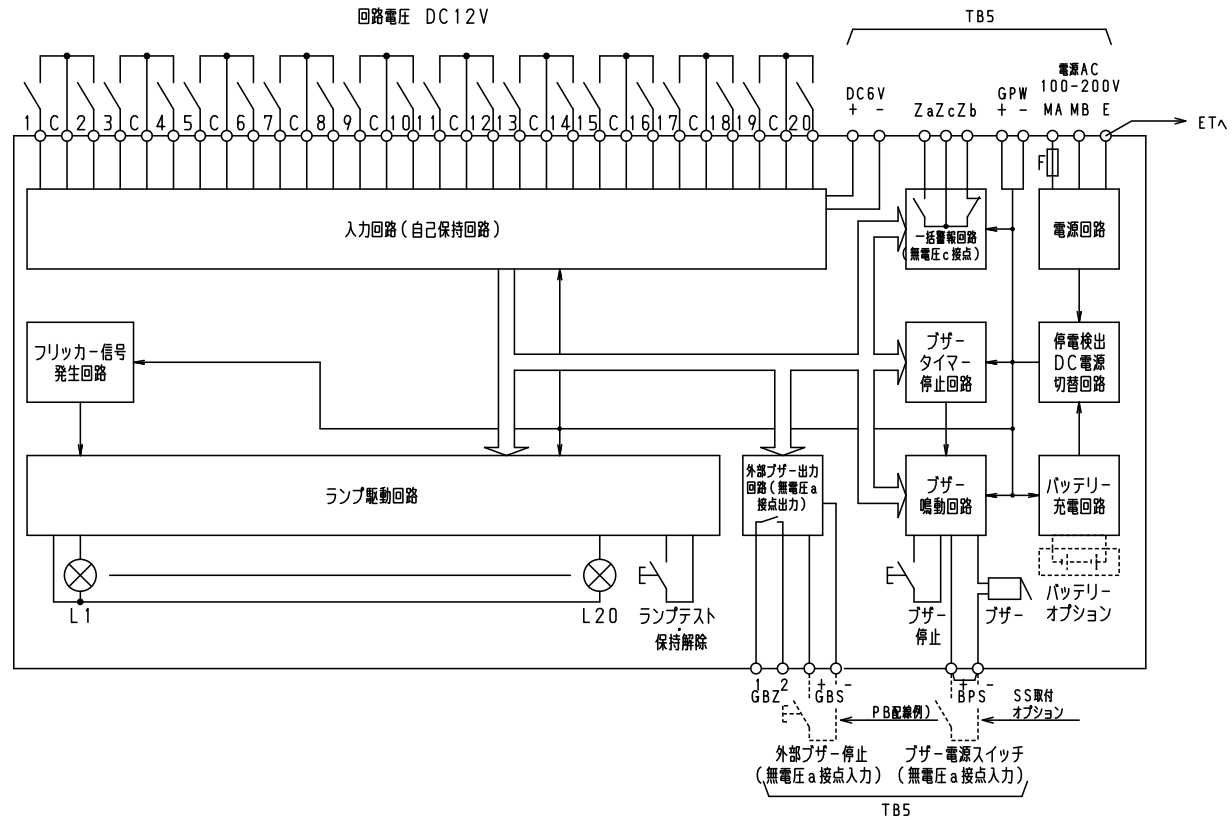 回路電圧 DC12V
TB5
電源AC
100-200V
DC6V
+ -
ZaZcZb
GPW
+ -
MA MB E
1 C 2 3 C 4 5 C 6 7 C 8 9 C 10 11 C 12 13 C 14 15 C 16 17 C 18 19 C 20
ETへ
F
入力回路(自己保持回路)
一括警報回路
(無電圧c接点)
電源回路
フリッカー信号
発生回路
ブザー
タイマー
停止回路
停電検出
DC電源
切替回路
ランプ駆動回路
外部ブザー出力
回路(無電圧a
接点出力)
ブザー
鳴動回路
バッテリー
充電回路
L1
L20
ランプテスト
・
保持解除
ブザー
停止
ブザー
バッテリー
オプション
1 2
GBZ
+ -
GBS
+ -
BPS
PB配線例)
SS取付
オプション
外部ブザー停止
(無電圧a接点入力)
ブザー電源スイッチ
(無電圧a接点入力)
TB5